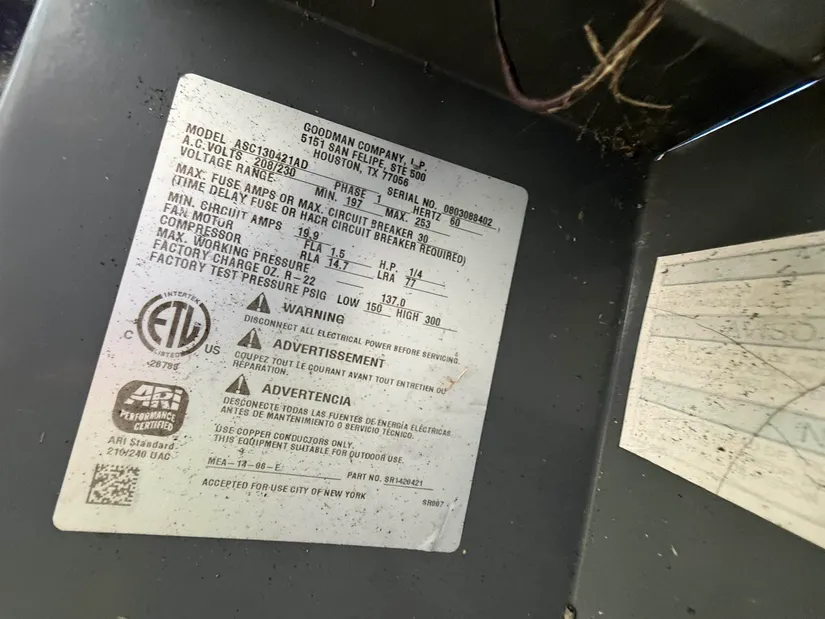 GOODMAN COMPANY, L.P.
5151 SAN FELIPE, STE 500
HOUSTON, TX 77056
MODEL ASC130421AD SERIAL NO. 0803088402
A.C. VOLTS 208/230 PHASE 1 HERTZ 60
VOLTAGE RANGE: MIN. 197 MAX. 253
MAX. FUSE AMPS OR MAX. CIRCUIT BREAKER 30
(TIME DELAY FUSE OR HACR CIRCUIT BREAKER REQUIRED)
MIN. CIRCUIT AMPS 19.9
FAN MOTOR FLA 1.5 H.P. 1/4
COMPRESSOR RLA 14.7 LRA 77
MAX. WORKING PRESSURE
FACTORY CHARGE OZ. R-22 137.0
FACTORY TEST PRESSURE PSIG LOW 150 HIGH 300
WARNING
DISCONNECT ALL ELECTRICAL POWER BEFORE SERVICING.
ADVERTISSEMENT
COUPEZ TOUT LE COURANT AVANT TOUT ENTRETIEN OU
RÉPARATION.
ADVERTENCIA
DESCONECTE TODAS LAS FUENTES DE ENERGÍA ELÉCTRICAS
ANTES DE MANTENIMIENTO O SERVICIO TÉCNICO.
USE COPPER CONDUCTORS ONLY.
THIS EQUIPMENT SUITABLE FOR OUTDOOR USE.
MEA-14-06-E PART NO. SR1420421
ACCEPTED FOR USE CITY OF NEW YORK SR007
INTERTEK
C ETL US
LISTED
ARI
PERFORMANCE
CERTIFIED
ARI Standard
210/240 UAC